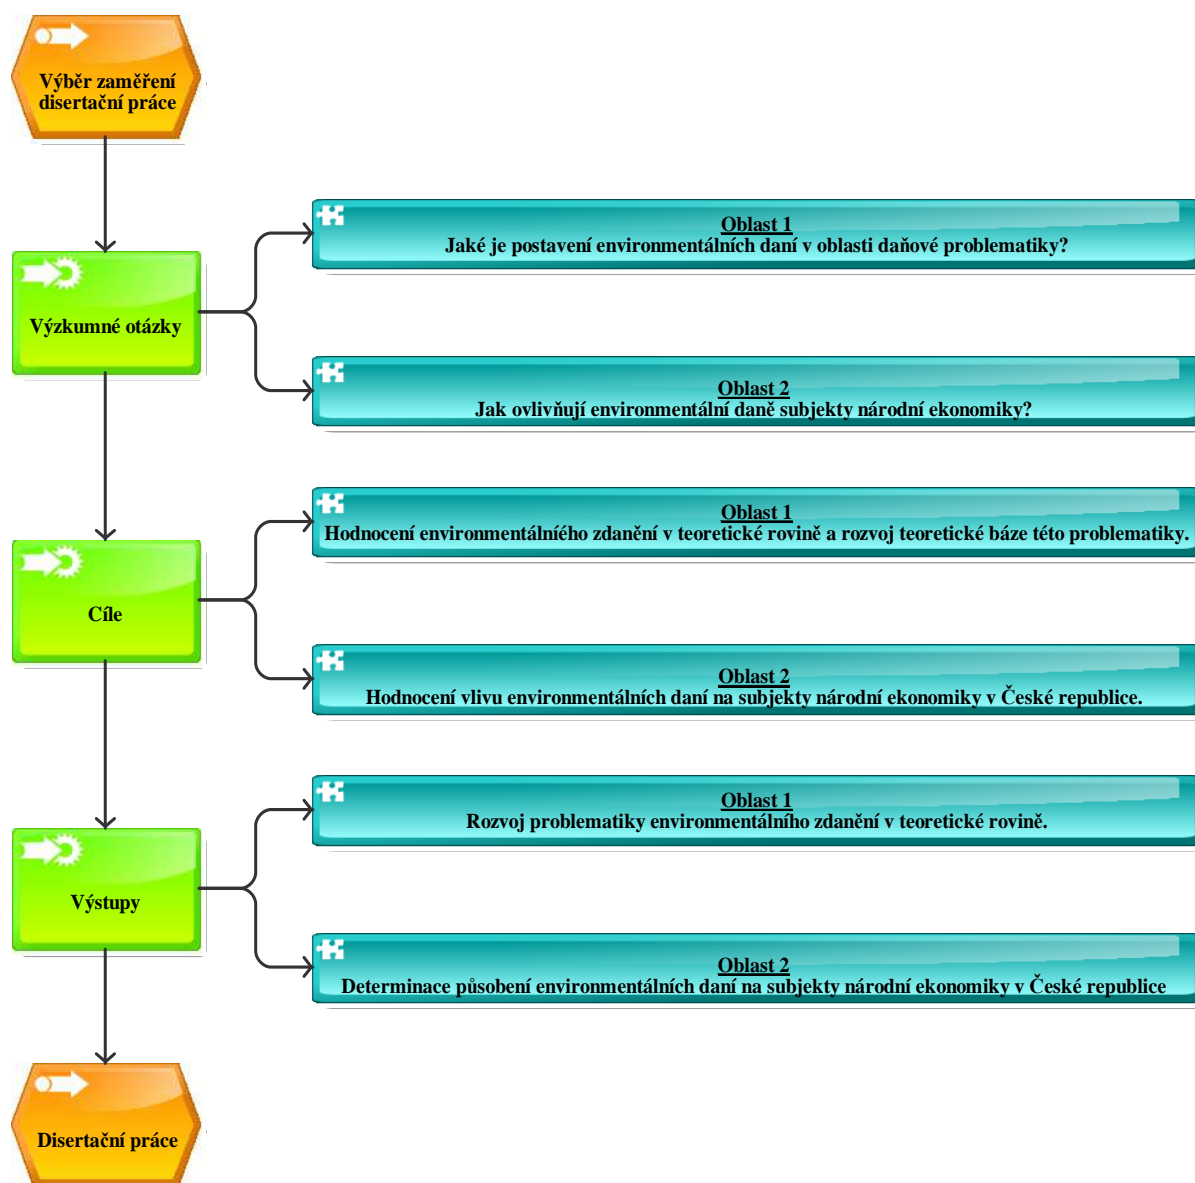 Výběr zaměření
disertační práce
Oblast 1
Jaké je postavení environmentálních daní v oblasti daňové problematiky?
Výzkumné otázky
Oblast 2
Jak ovlivňují environmentální daně subjekty národní ekonomiky?
Oblast 1
Hodnocení environmentálníého zdanění v teoretické rovině a rozvoj teoretické báze této problematiky.
Cíle
Oblast 2
Hodnocení vlivu environmentálních daní na subjekty národní ekonomiky v České republice.
Oblast 1
Rozvoj problematiky environmentálního zdanění v teoretické rovině.
Výstupy
Oblast 2
Determinace působení environmentálních daní na subjekty národní ekonomiky v České republice
Disertační práce